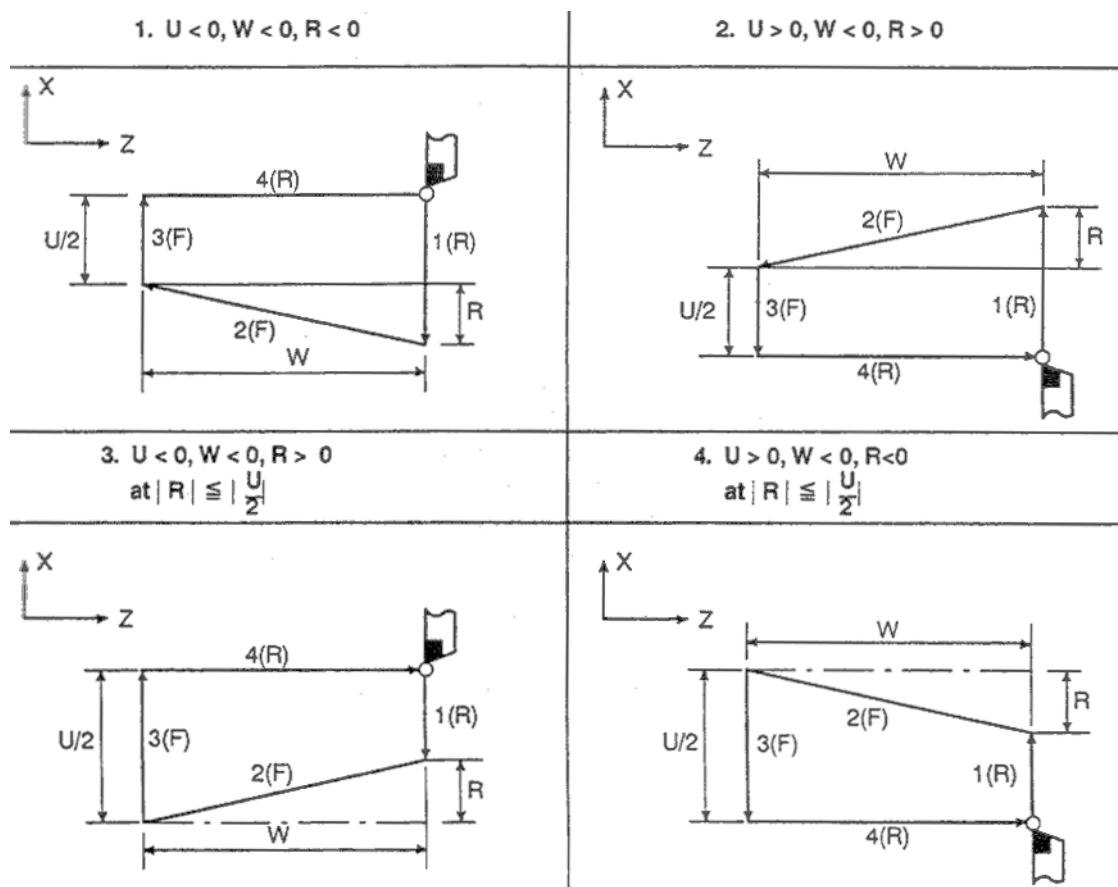 1. U < 0, W < 0, R < 0
2. U > 0, W < 0, R > 0
X
Z
4(R)
U/2
3(F)
1(R)
2(F)
R
W
X
Z
W
2(F)
R
U/2
3(F)
1(R)
4(R)
3. U < 0, W < 0, R > 0
at | R | ≦ | U/2 |
4. U > 0, W < 0, R<0
at | R | ≦ | U/2 |
X
Z
4(R)
U/2
3(F)
1(R)
2(F)
R
W
X
Z
W
2(F)
R
U/2
3(F)
1(R)
4(R)